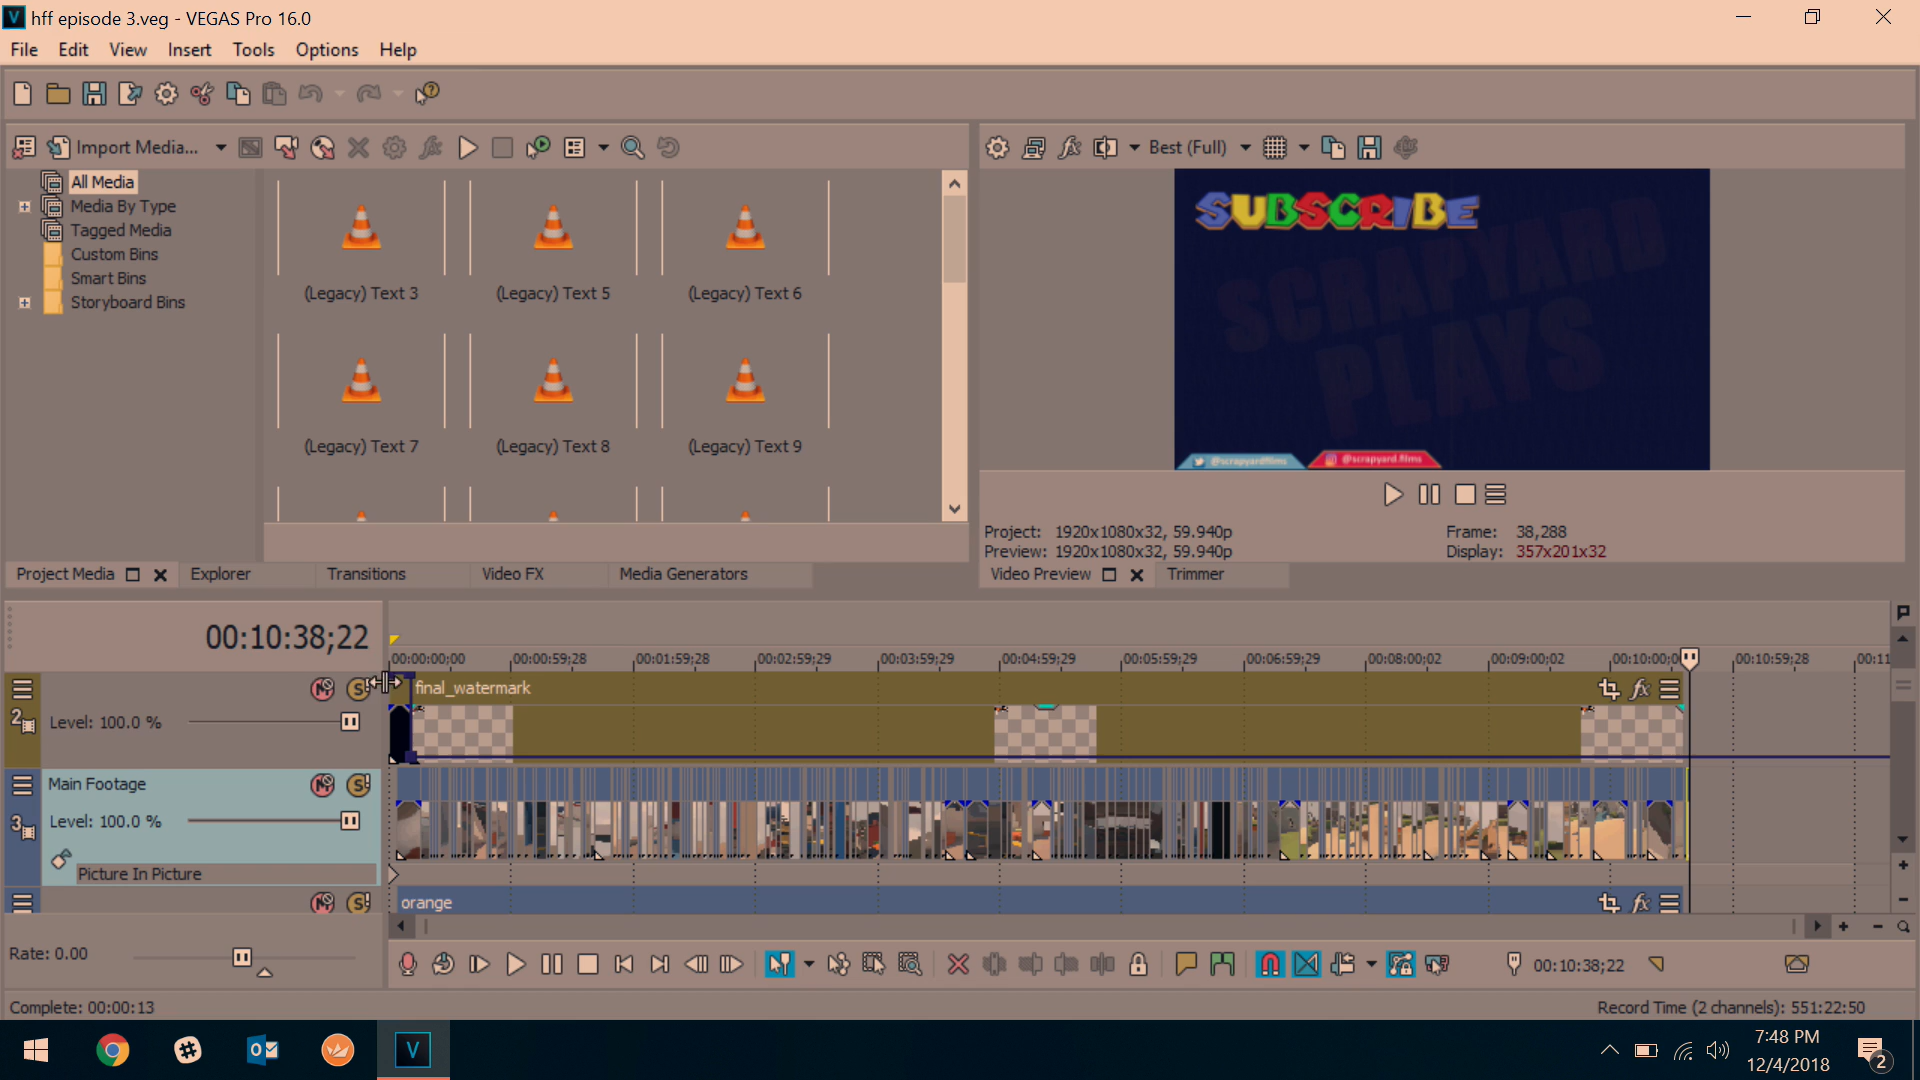 hff episode 3.veg - VEGAS Pro 16.0
File Edit View Insert Tools Options Help
Import Media...
Best (Full)
All Media
Media By Type
Tagged Media
Custom Bins
Smart Bins
Storyboard Bins
(Legacy) Text 3
(Legacy) Text 5
(Legacy) Text 6
(Legacy) Text 7
(Legacy) Text 8
(Legacy) Text 9
SUBSCRIBE
SCRAPYARD
PLAYS
@scrapyardfilms
@scrapyard.films
Project: 1920x1080x32, 59.940p
Frame: 38,288
Preview: 1920x1080x32, 59.940p
Display: 357x201x32
Project Media
Explorer
Transitions
Video FX
Media Generators
Video Preview
Trimmer
00:10:38;22
00:00:00;00
00:00:59;28
00:01:59;28
00:02:59;29
00:03:59;29
00:04:59;29
00:05:59;29
00:06:59;29
00:08:00;02
00:09:00;02
00:10:00;0
00:10:59;28
00:11
final_watermark
2
Level: 100.0 %
Main Footage
3
Level: 100.0 %
Picture In Picture
orange
Rate: 0.00
00:10:38;22
Complete: 00:00:13
Record Time (2 channels): 551:22:50
7:48 PM
12/4/2018
2